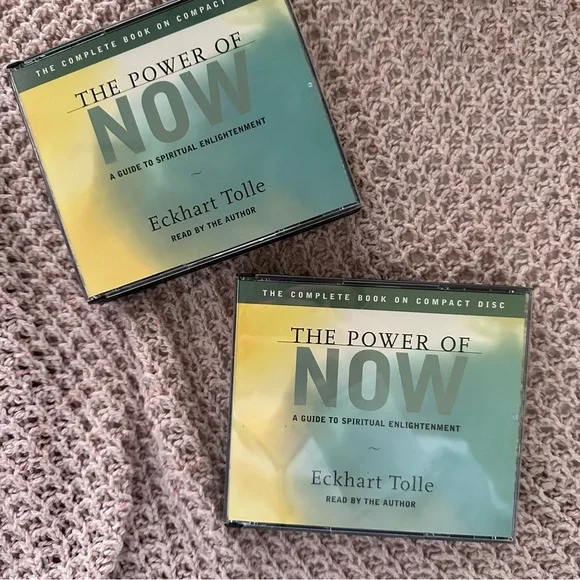 THE COMPLETE BOOK ON COMPACT
THE POWER OF
NOW
A GUIDE TO SPIRITUAL ENLIGHTENMENT
~
Eckhart Tolle
READ BY THE AUTHOR
THE COMPLETE BOOK ON COMPACT DISC
THE POWER OF
NOW
A GUIDE TO SPIRITUAL ENLIGHTENMENT
~
Eckhart Tolle
READ BY THE AUTHOR